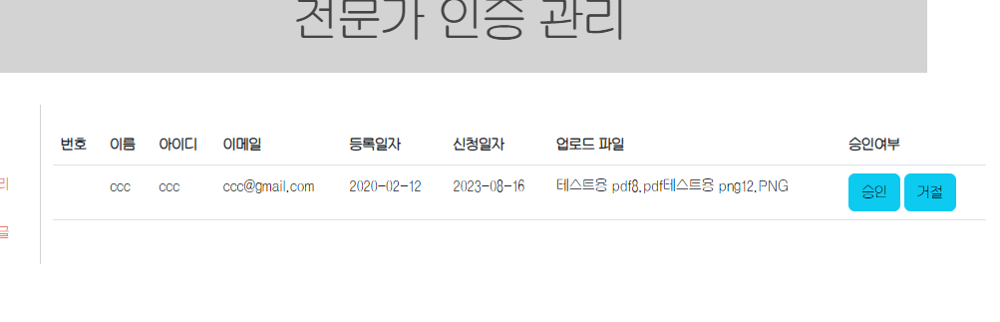 전문가 인증 관리
번호 이름 아이디 이메일 등록일자 신청일자 업로드 파일 승인여부
리
ccc ccc ccc@gmail.com 2020-02-12 2023-08-16 테스트용 pdf8.pdf테스트용 png12.PNG 승인 거절
글